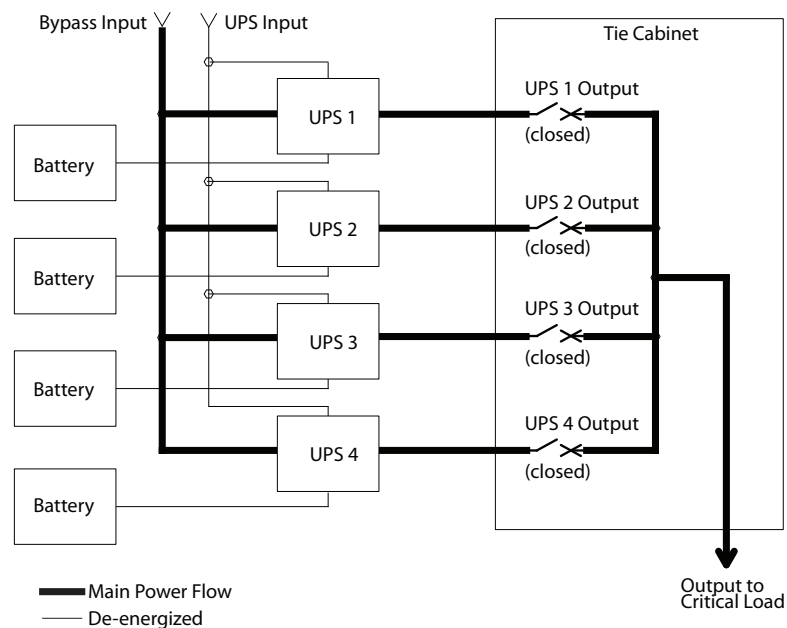 Bypass Input
UPS Input
Tie Cabinet
UPS 1
UPS 1 Output
(closed)
Battery
UPS 2
UPS 2 Output
(closed)
Battery
UPS 3
UPS 3 Output
(closed)
Battery
UPS 4
UPS 4 Output
(closed)
Battery
Main Power Flow
De-energized
Output to
Critical Load